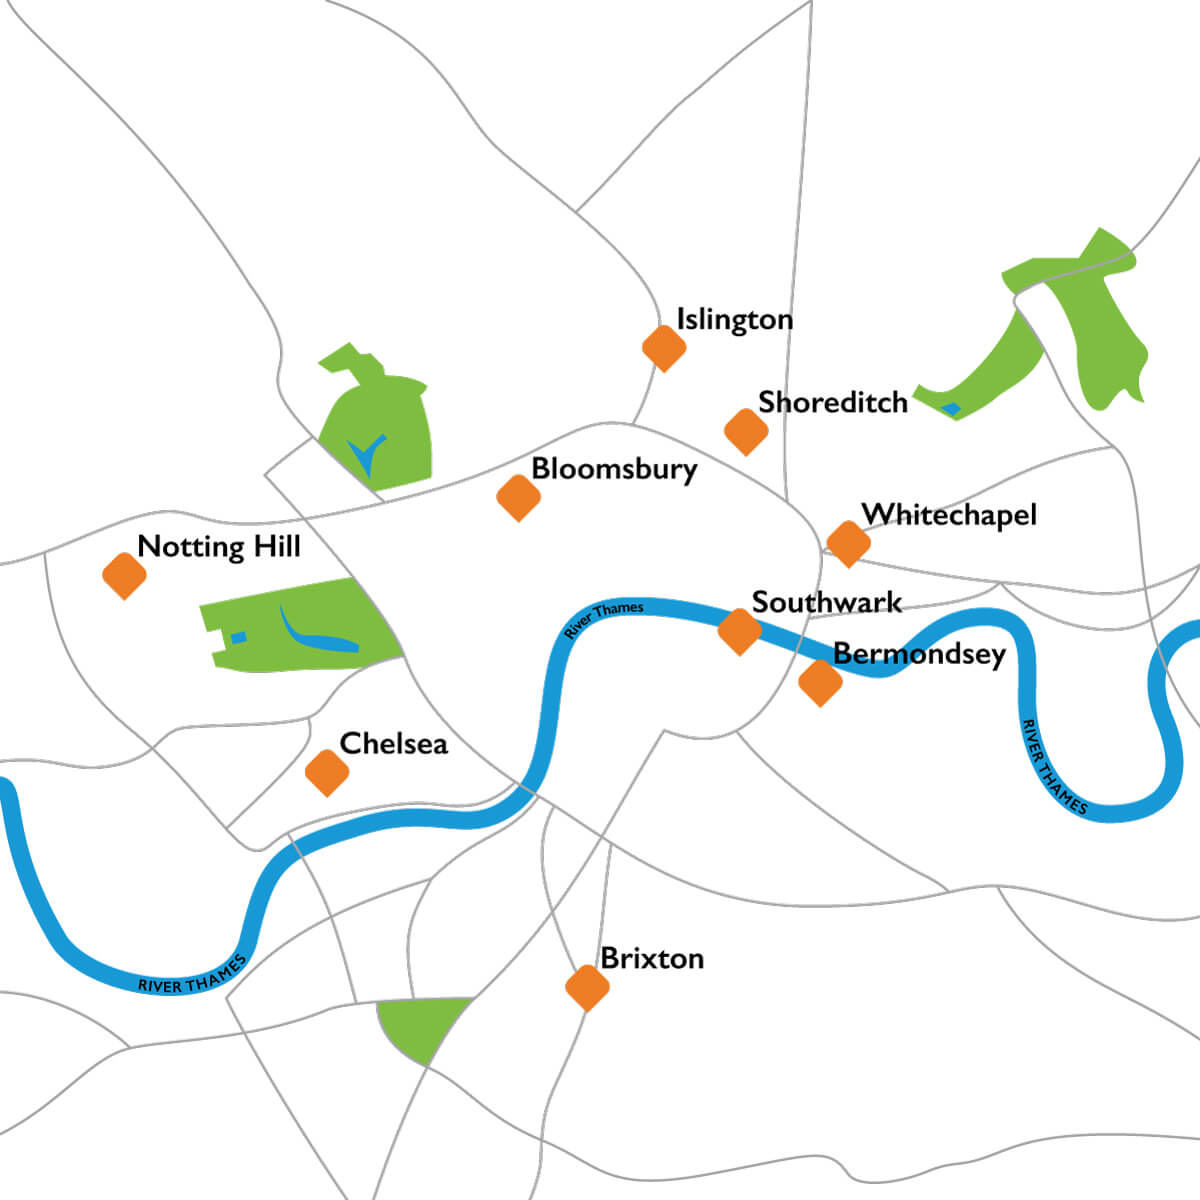 Islington
Shoreditch
Bloomsbury
Whitechapel
Notting Hill
Southwark
River Thames
Bermondsey
Chelsea
RIVER THAMES
Brixton
RIVER THAMES